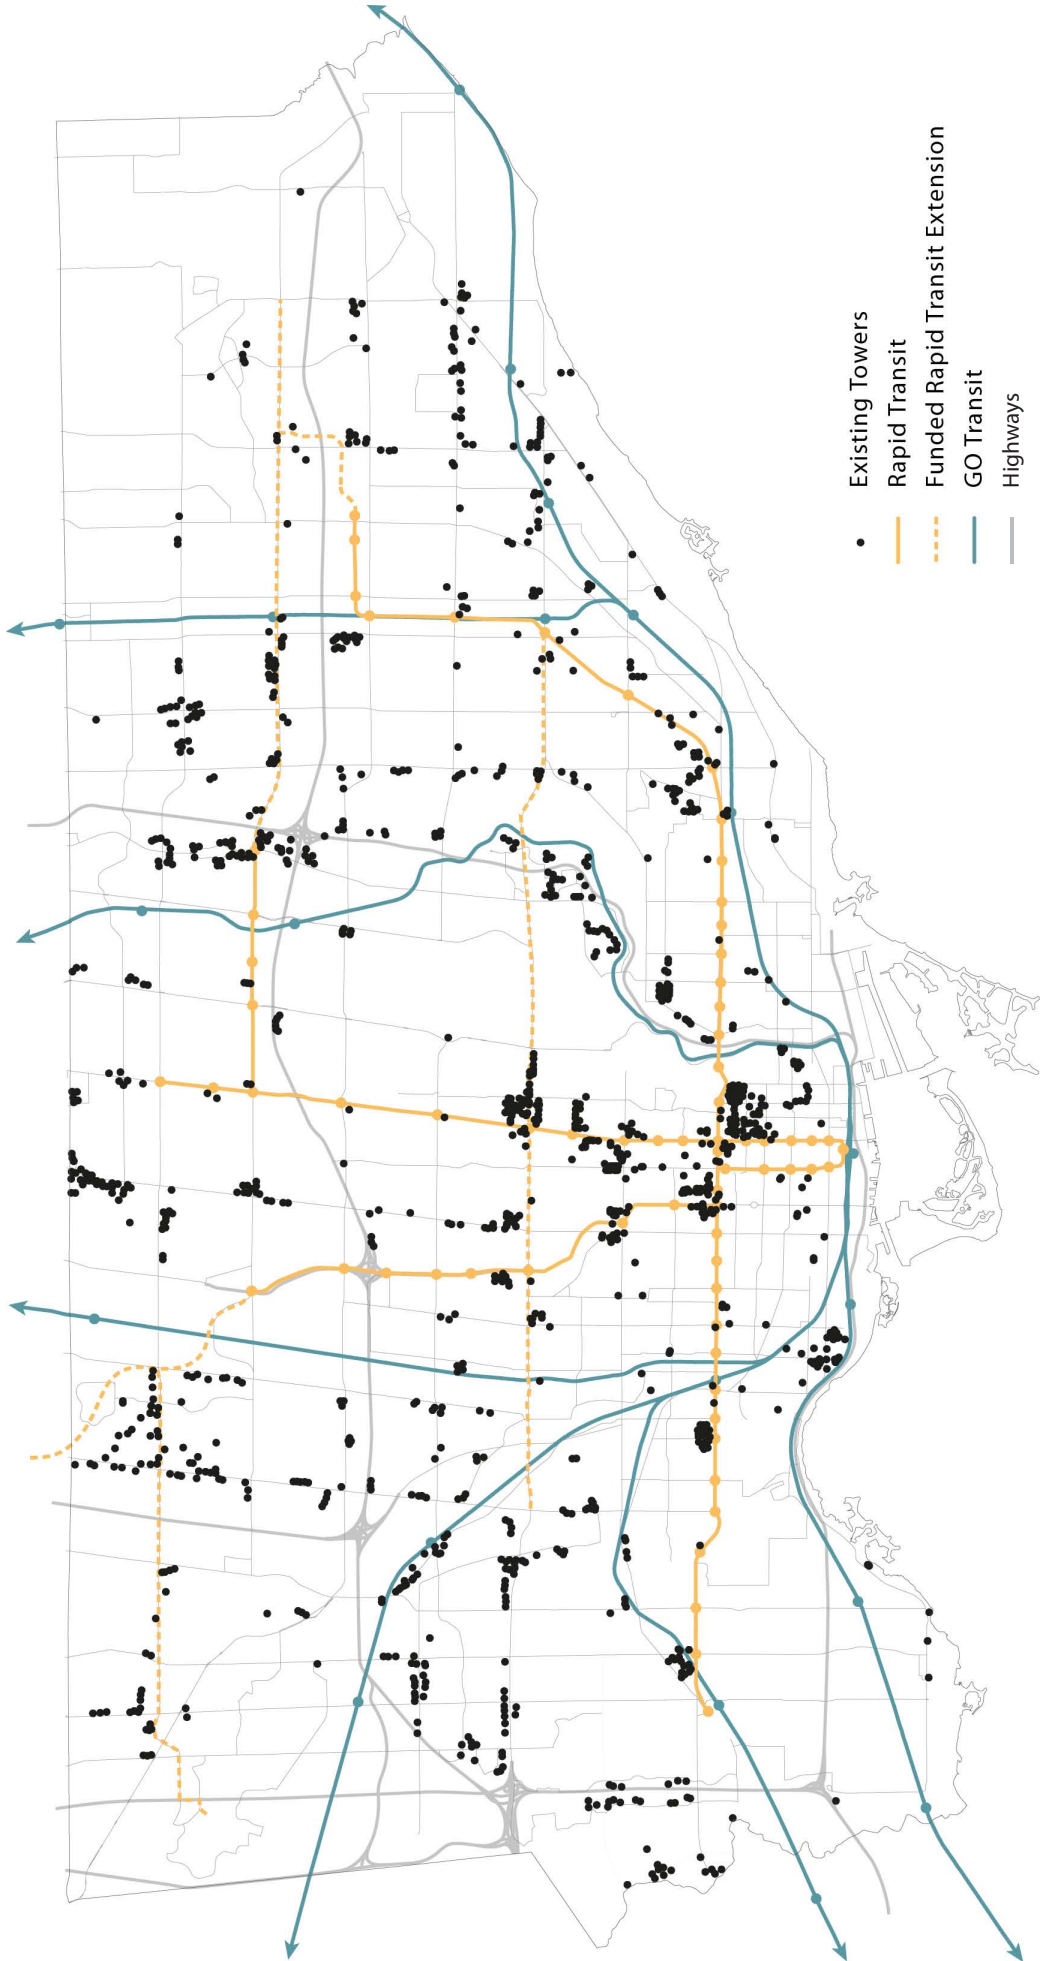 Existing Towers
Rapid Transit
Funded Rapid Transit Extension
GO Transit
Highways